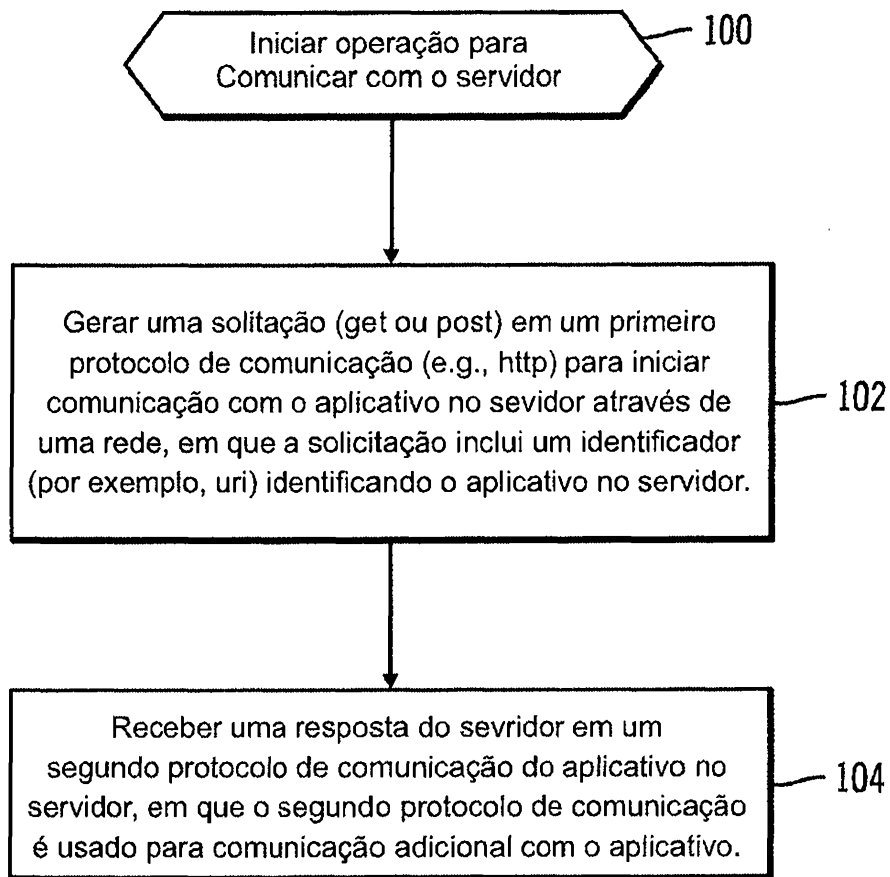 Iniciar operação para
Comunicar com o servidor
100
Gerar uma solitação (get ou post) em um primeiro
protocolo de comunicação (e.g., http) para iniciar
comunicação com o aplicativo no sevidor através de
uma rede, em que a solicitação inclui um identificador
(por exemplo, uri) identificando o aplicativo no servidor.
102
Receber uma resposta do sevridor em um
segundo protocolo de comunicação do aplicativo no
servidor, em que o segundo protocolo de comunicação
é usado para comunicação adicional com o aplicativo.
104